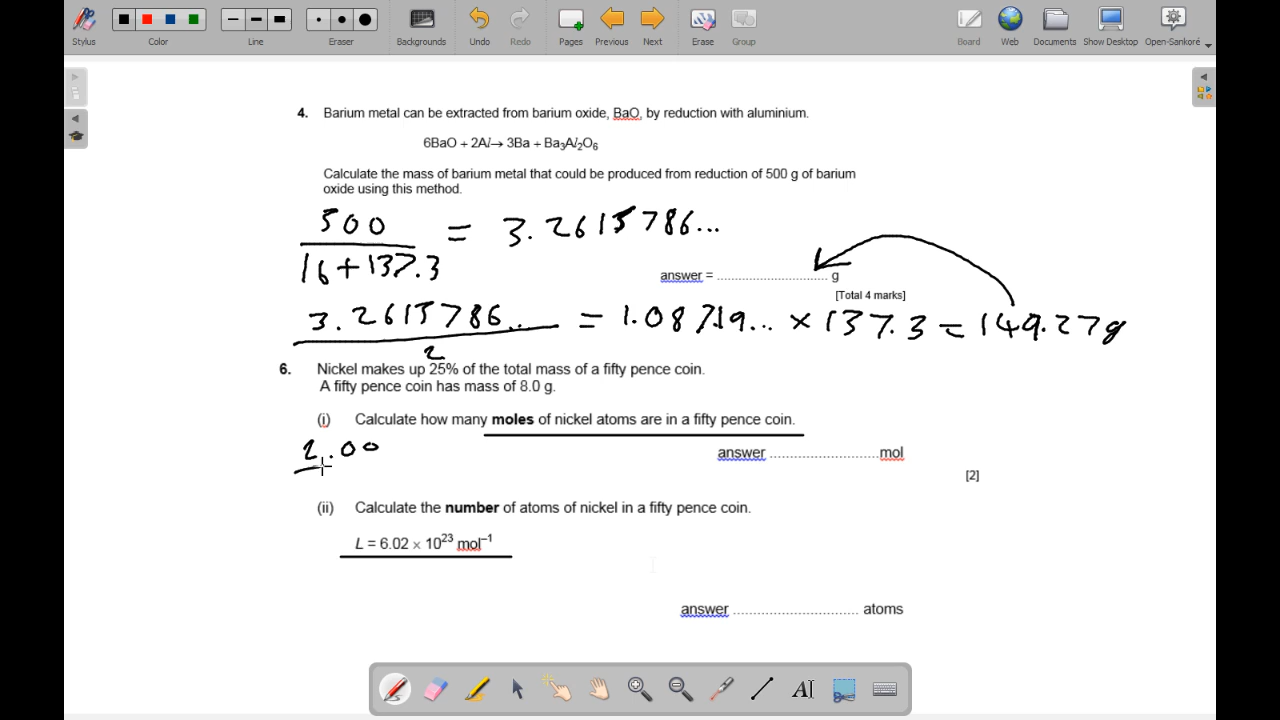 Stylus Color Line Eraser Backgrounds Undo Redo Pages Previous Next Erase Group Board Web Documents Show Desktop Open-Sankoré
4. Barium metal can be extracted from barium oxide, BaO, by reduction with aluminium.
6BaO + 2Al → 3Ba + Ba₃Al₂O₆
Calculate the mass of barium metal that could be produced from reduction of 500 g of barium
oxide using this method.
500 / 16 + 137.3 = 3.2615786...
answer = .............................. g
[Total 4 marks]
3.2615786... / 2 = 1.08719... × 137.3 = 149.27g
6. Nickel makes up 25% of the total mass of a fifty pence coin.
A fifty pence coin has mass of 8.0 g.
(i) Calculate how many moles of nickel atoms are in a fifty pence coin.
2.00
answer ..............................mol
[2]
(ii) Calculate the number of atoms of nickel in a fifty pence coin.
L = 6.02 × 10²³ mol⁻¹
answer .................................. atoms
AI